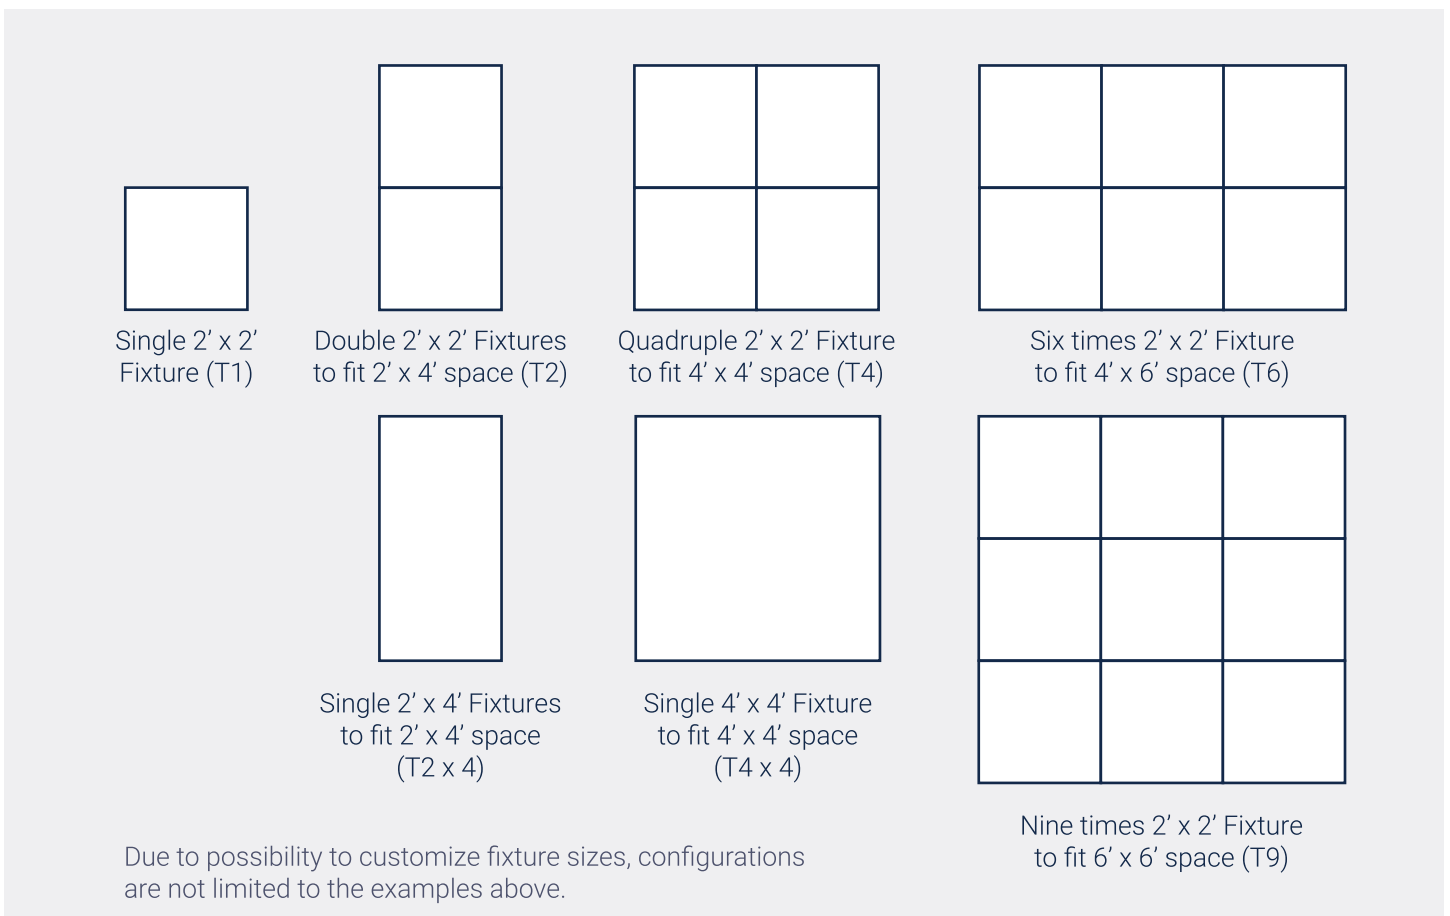 Single 2’ x 2’
Fixture (T1)
Double 2’ x 2’ Fixtures
to fit 2’ x 4’ space (T2)
Quadruple 2’ x 2’ Fixture
to fit 4’ x 4’ space (T4)
Six times 2’ x 2’ Fixture
to fit 4’ x 6’ space (T6)
Single 2’ x 4’ Fixtures
to fit 2’ x 4’ space
(T2 x 4)
Single 4’ x 4’ Fixture
to fit 4’ x 4’ space
(T4 x 4)
Nine times 2’ x 2’ Fixture
to fit 6’ x 6’ space (T9)
Due to possibility to customize fixture sizes, configurations
are not limited to the examples above.